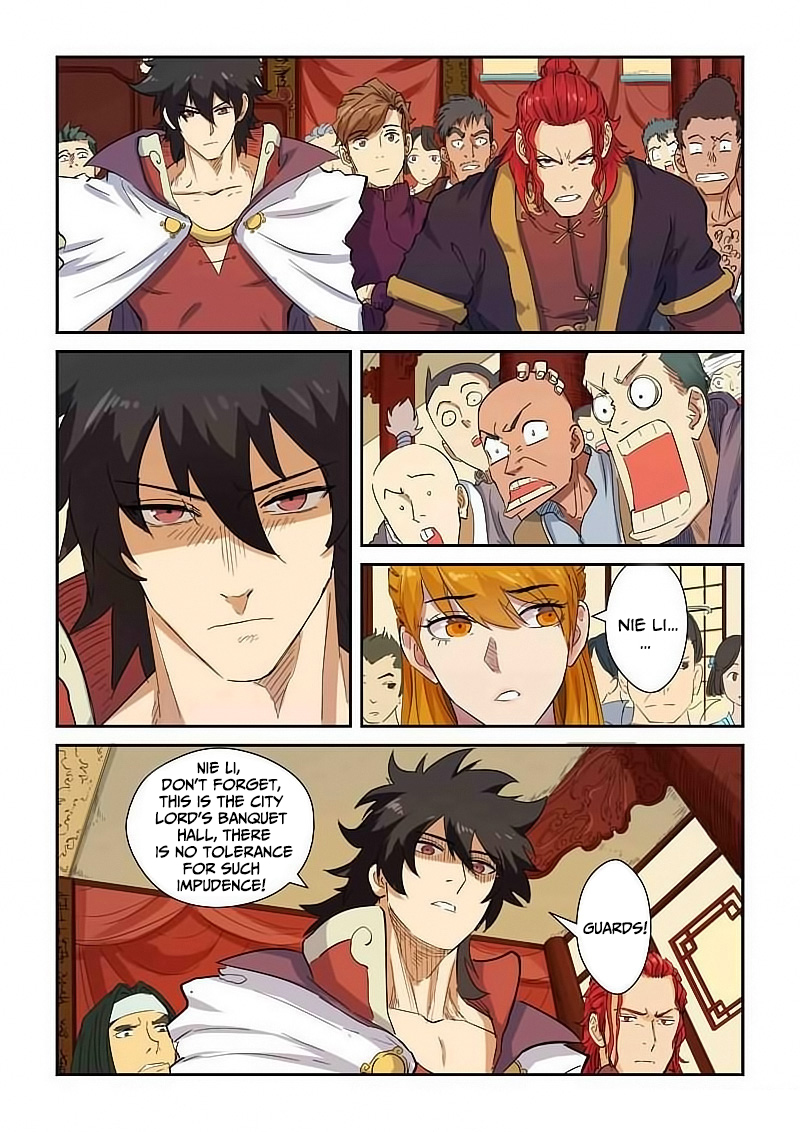 NIE LI...
...
NIE LI,
DON'T FORGET,
THIS IS THE CITY
LORD'S BANQUET
HALL, THERE
IS NO TOLERANCE
FOR SUCH
IMPUDENCE!
GUARDS!